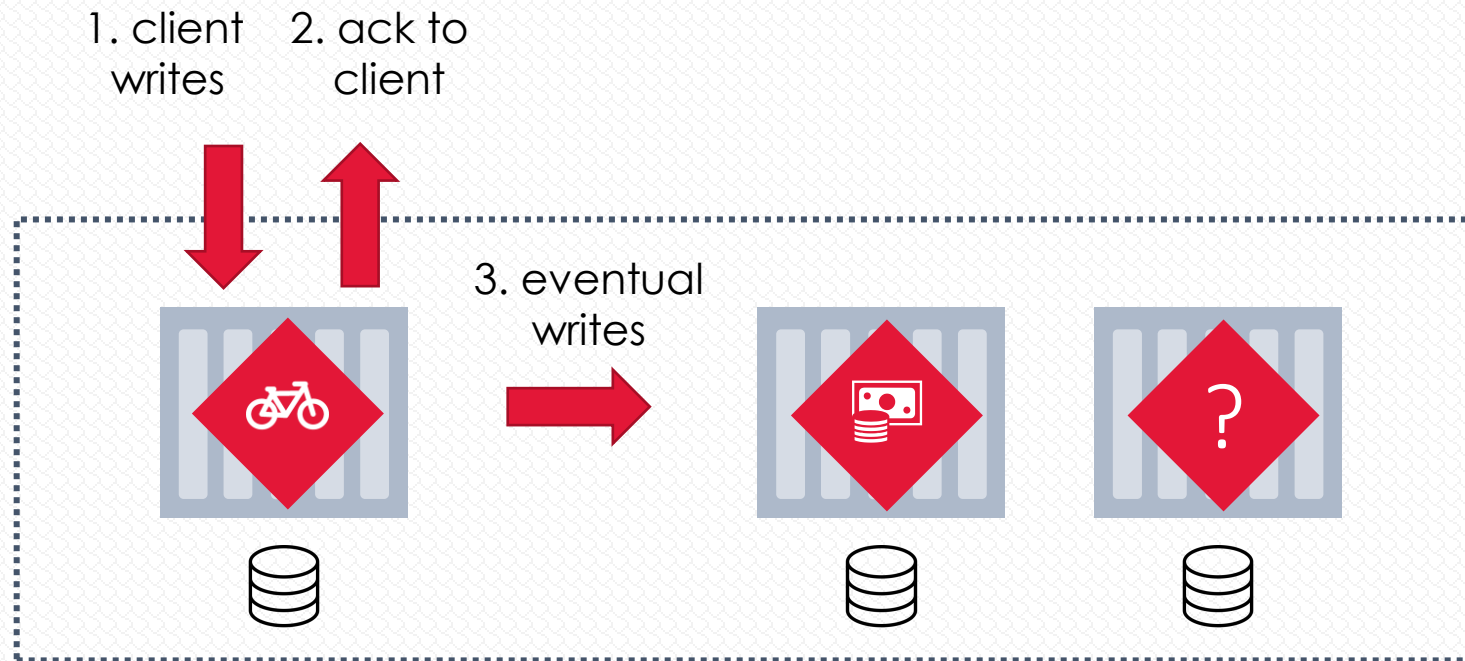 1. client
writes
2. ack to
client
3. eventual
writes
?